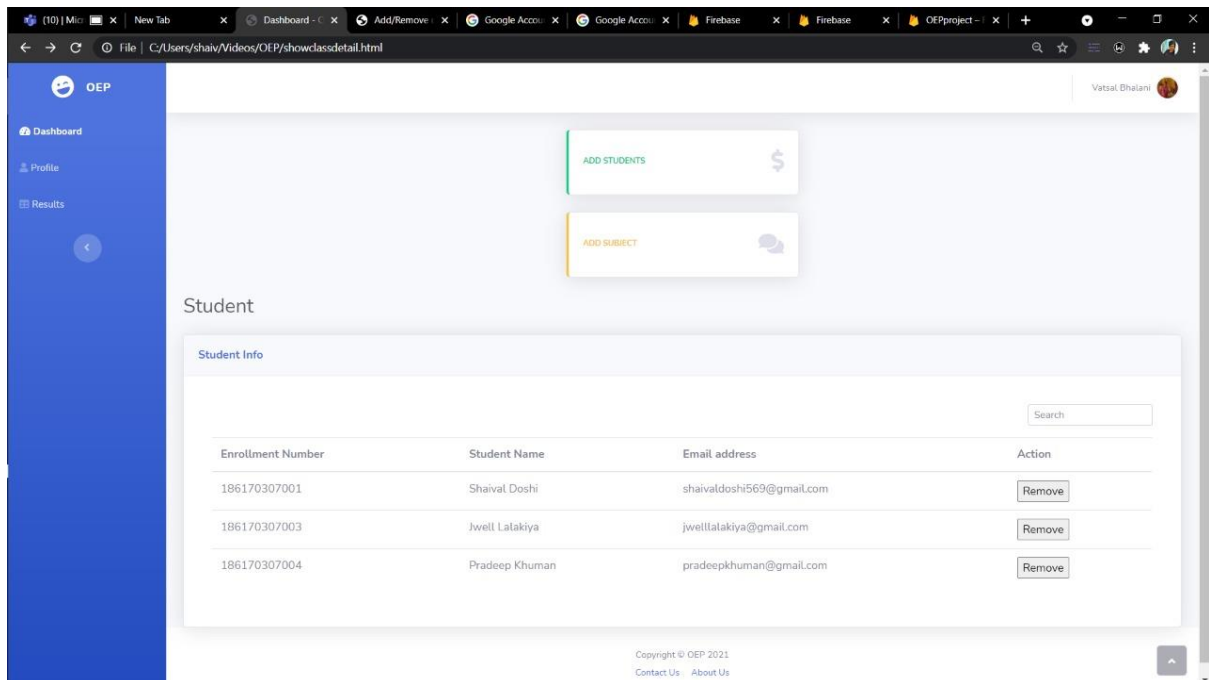 (10) | Micr
New Tab
Dashboard - C
Add/Remove
Google Accou
Google Accou
Firebase
Firebase
OEPproject –
File | C:/Users/shaiv/Videos/OEP/showclassdetail.html
OEP
Vatsal Bhalani
Dashboard
Profile
Results
ADD STUDENTS
ADD SUBJECT
Student
Student Info
Search
Enrollment Number Student Name Email address Action
186170307001 Shaival Doshi shaivaldoshi569@gmail.com Remove
186170307003 Jwell Lalakiya jwelllalakiya@gmail.com Remove
186170307004 Pradeep Khuman pradeepkhuman@gmail.com Remove
Copyright © OEP 2021
Contact Us About Us